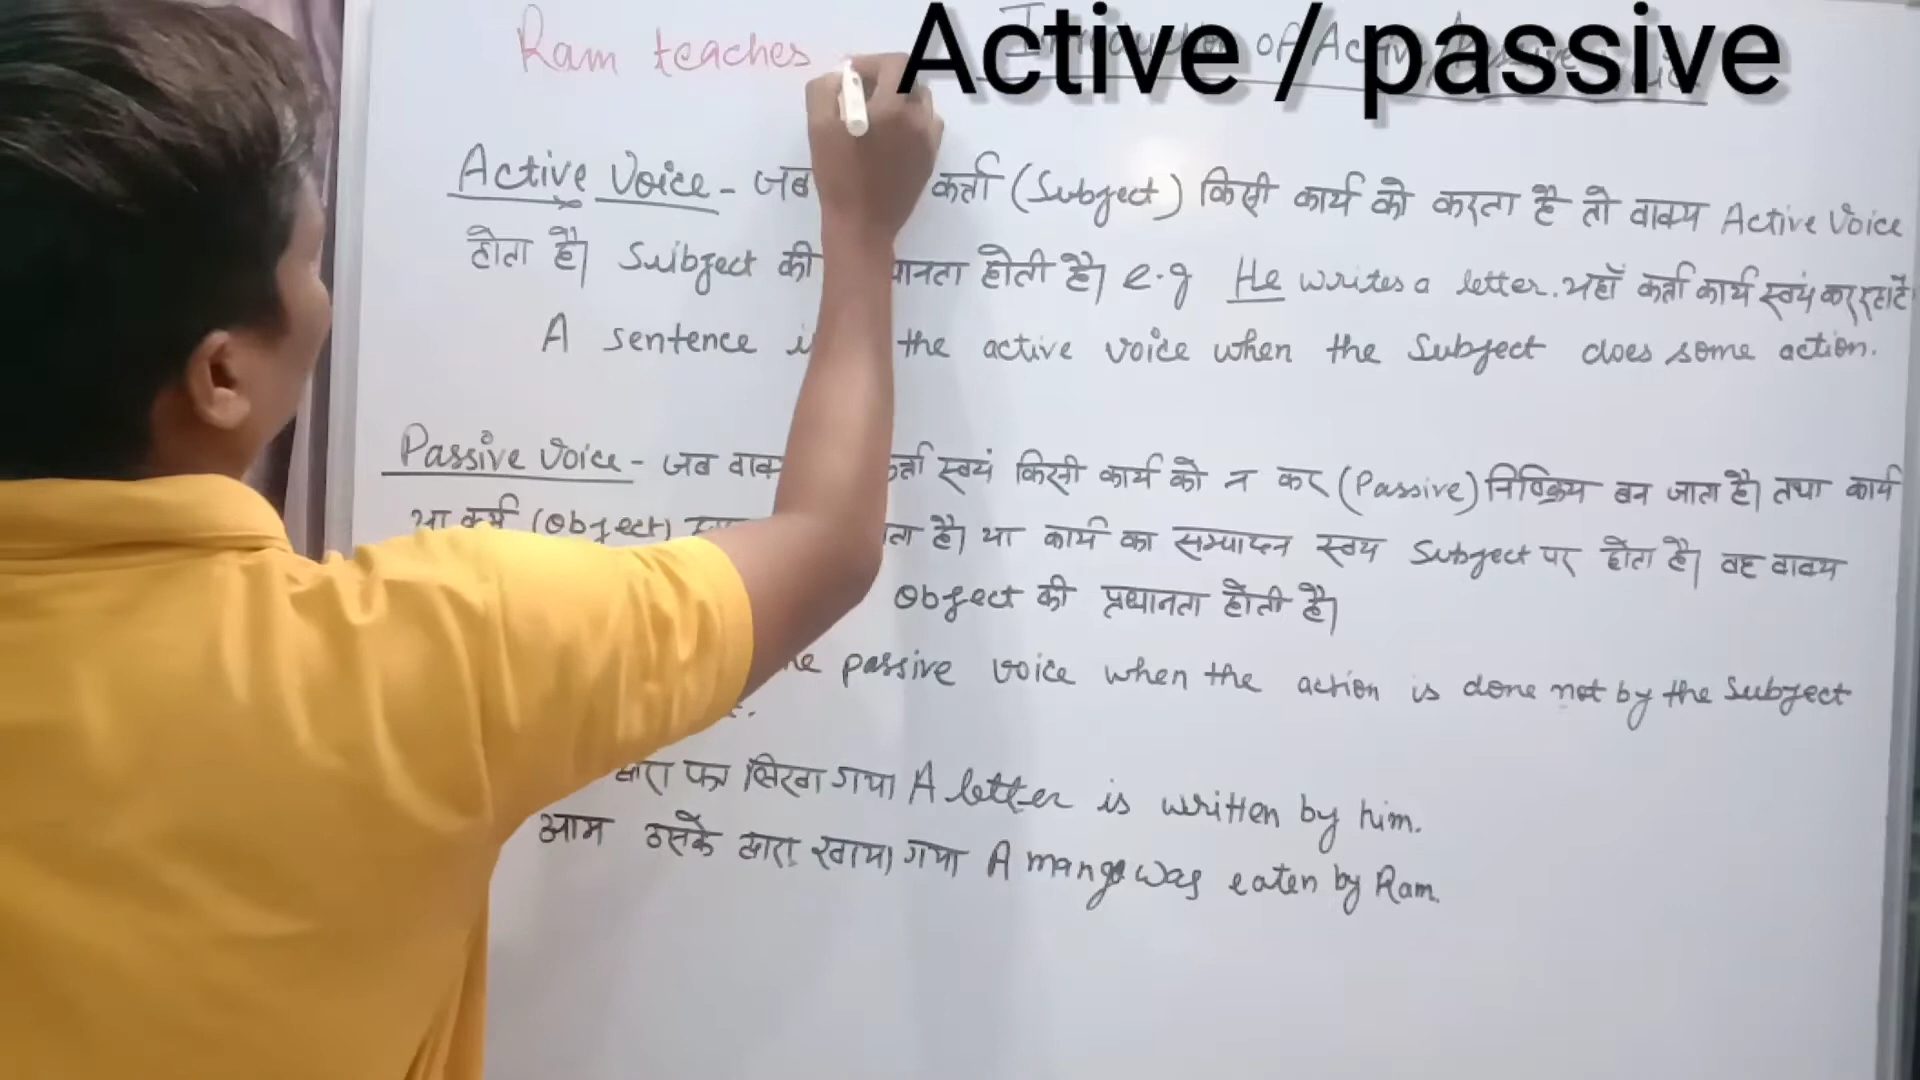 Active / passive
Ram teaches
Active Voice - जब कर्ता (Subject) किसी कार्य को करता है तो वाक्य Active Voice
होता है। Subject की होती है। e.g He writes a letter. यहाँ कर्ता कार्य स्वयं कर रहा है
A sentence the active voice when the Subject does some action.
Passive Voice - जब स्वयं किसी कार्य को न कर (Passive) निष्क्रिय बन जाता है। तथा कार्य
या कर्म (Object) है। या कार्य का सम्पादन स्वयं Subject पर होता है। वह वाक्य
Object की प्रधानता होती है।
passive voice when the action is done not by the Subject
द्वारा पत्र लिखा गया A letter is written by him.
आम उसके द्वारा खाया गया A mango was eaten by Ram.